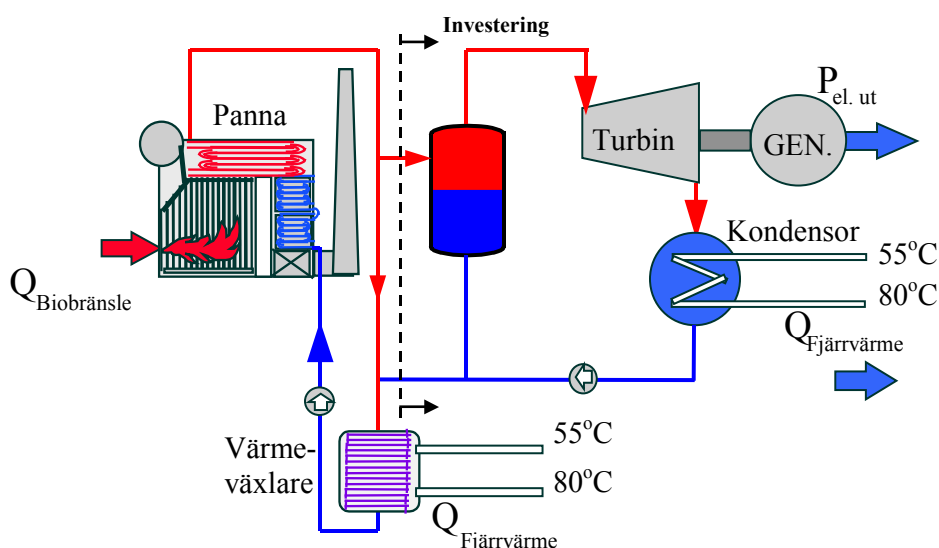 Investering
Panna
P el. ut
Turbin
GEN.
Kondensor
55°C
80°C
Q Biobränsle
Q Fjärrvärme
Värme-
växlare
55°C
80°C
Q Fjärrvärme